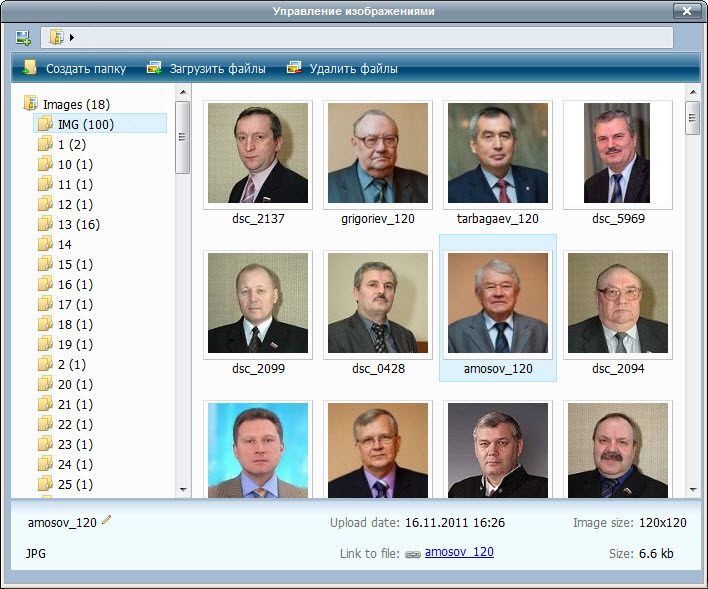 Управление изображениями
Создать папку Загрузить файлы Удалить файлы
Images (18)
IMG (100)
1 (2)
10 (1)
11 (1)
12 (1)
13 (16)
14
15 (1)
16 (1)
17 (1)
18 (1)
19 (1)
2 (1)
20 (1)
21 (1)
22 (1)
23 (1)
24 (1)
25 (1)
dsc_2137 grigoriev_120 tarbagaev_120 dsc_5969
dsc_2099 dsc_0428 amosov_120 dsc_2094
amosov_120 Upload date: 16.11.2011 16:26 Image size: 120x120
JPG Link to file: amosov_120 Size: 6.6 kb